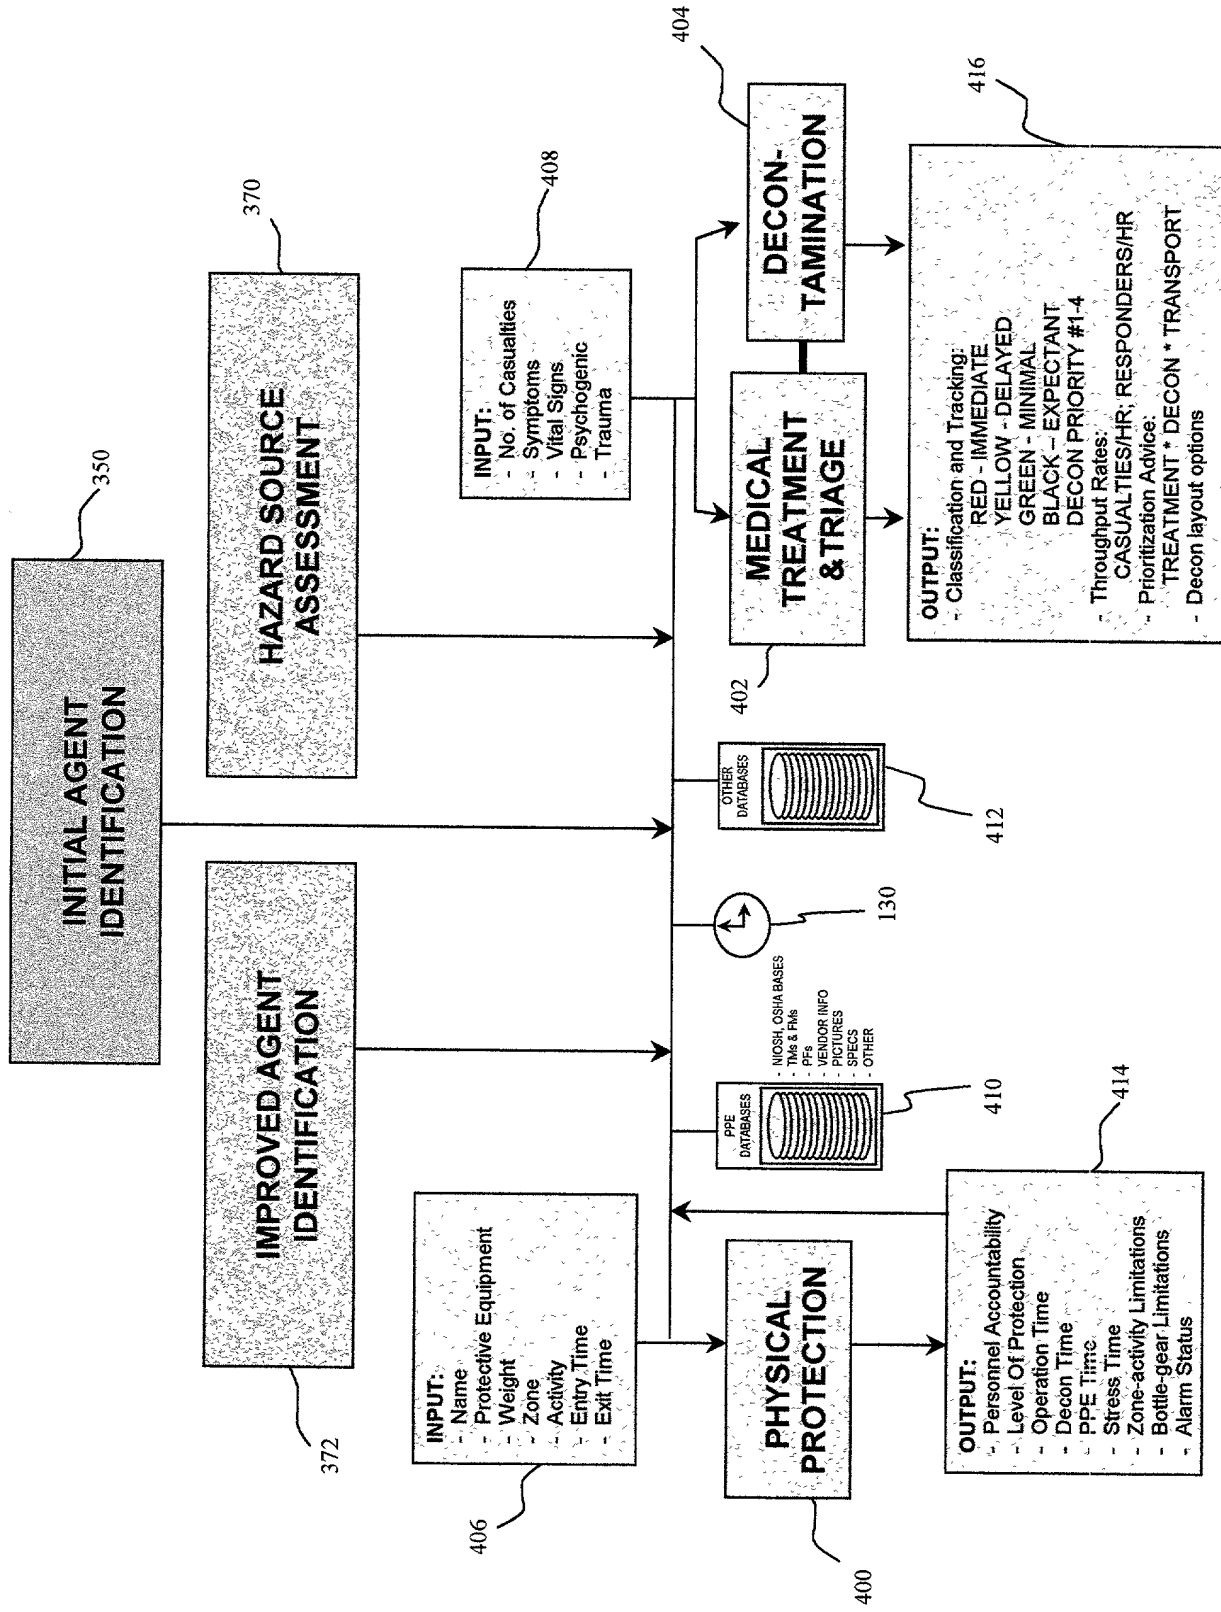 350
INITIAL AGENT
IDENTIFICATION
372
IMPROVED AGENT
IDENTIFICATION
370
HAZARD SOURCE
ASSESSMENT
406
INPUT:
- Name
- Protective Equipment
- Weight
- Zone
- Activity
- Entry Time
- Exit Time
408
INPUT:
- No. of Casualties
- Symptoms
- Vital Signs
- Psychogenic
- Trauma
400
PHYSICAL
PROTECTION
PPE
DATABASES
- NIOSH, OSHA BASES
- TMs & FMs
- PFs
- VENDOR INFO
- PICTURES
- SPECS
- OTHER
410
130
OTHER
DATABASES
412
402
MEDICAL
TREATMENT
& TRIAGE
404
DECON-
TAMINATION
414
OUTPUT:
- Personnel Accountability
- Level Of Protection
- Operation Time
- Decon Time
- PPE Time
- Stress Time
- Zone-activity Limitations
- Bottle-gear Limitations
- Alarm Status
416
OUTPUT:
- Classification and Tracking:
RED - IMMEDIATE
YELLOW - DELAYED
GREEN - MINIMAL
BLACK – EXPECTANT
DECON PRIORITY #1-4
- Throughput Rates:
CASUALTIES/HR; RESPONDERS/HR
- Prioritization Advice:
TREATMENT * DECON * TRANSPORT
- Decon layout options